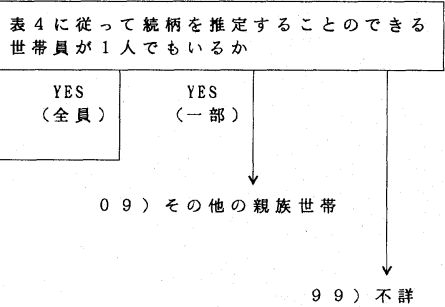 表4に従って続柄を推定することのできる
世帯員が1人でもいるか
YES YES
(全員) (一部)
09)その他の親族世帯
99)不詳